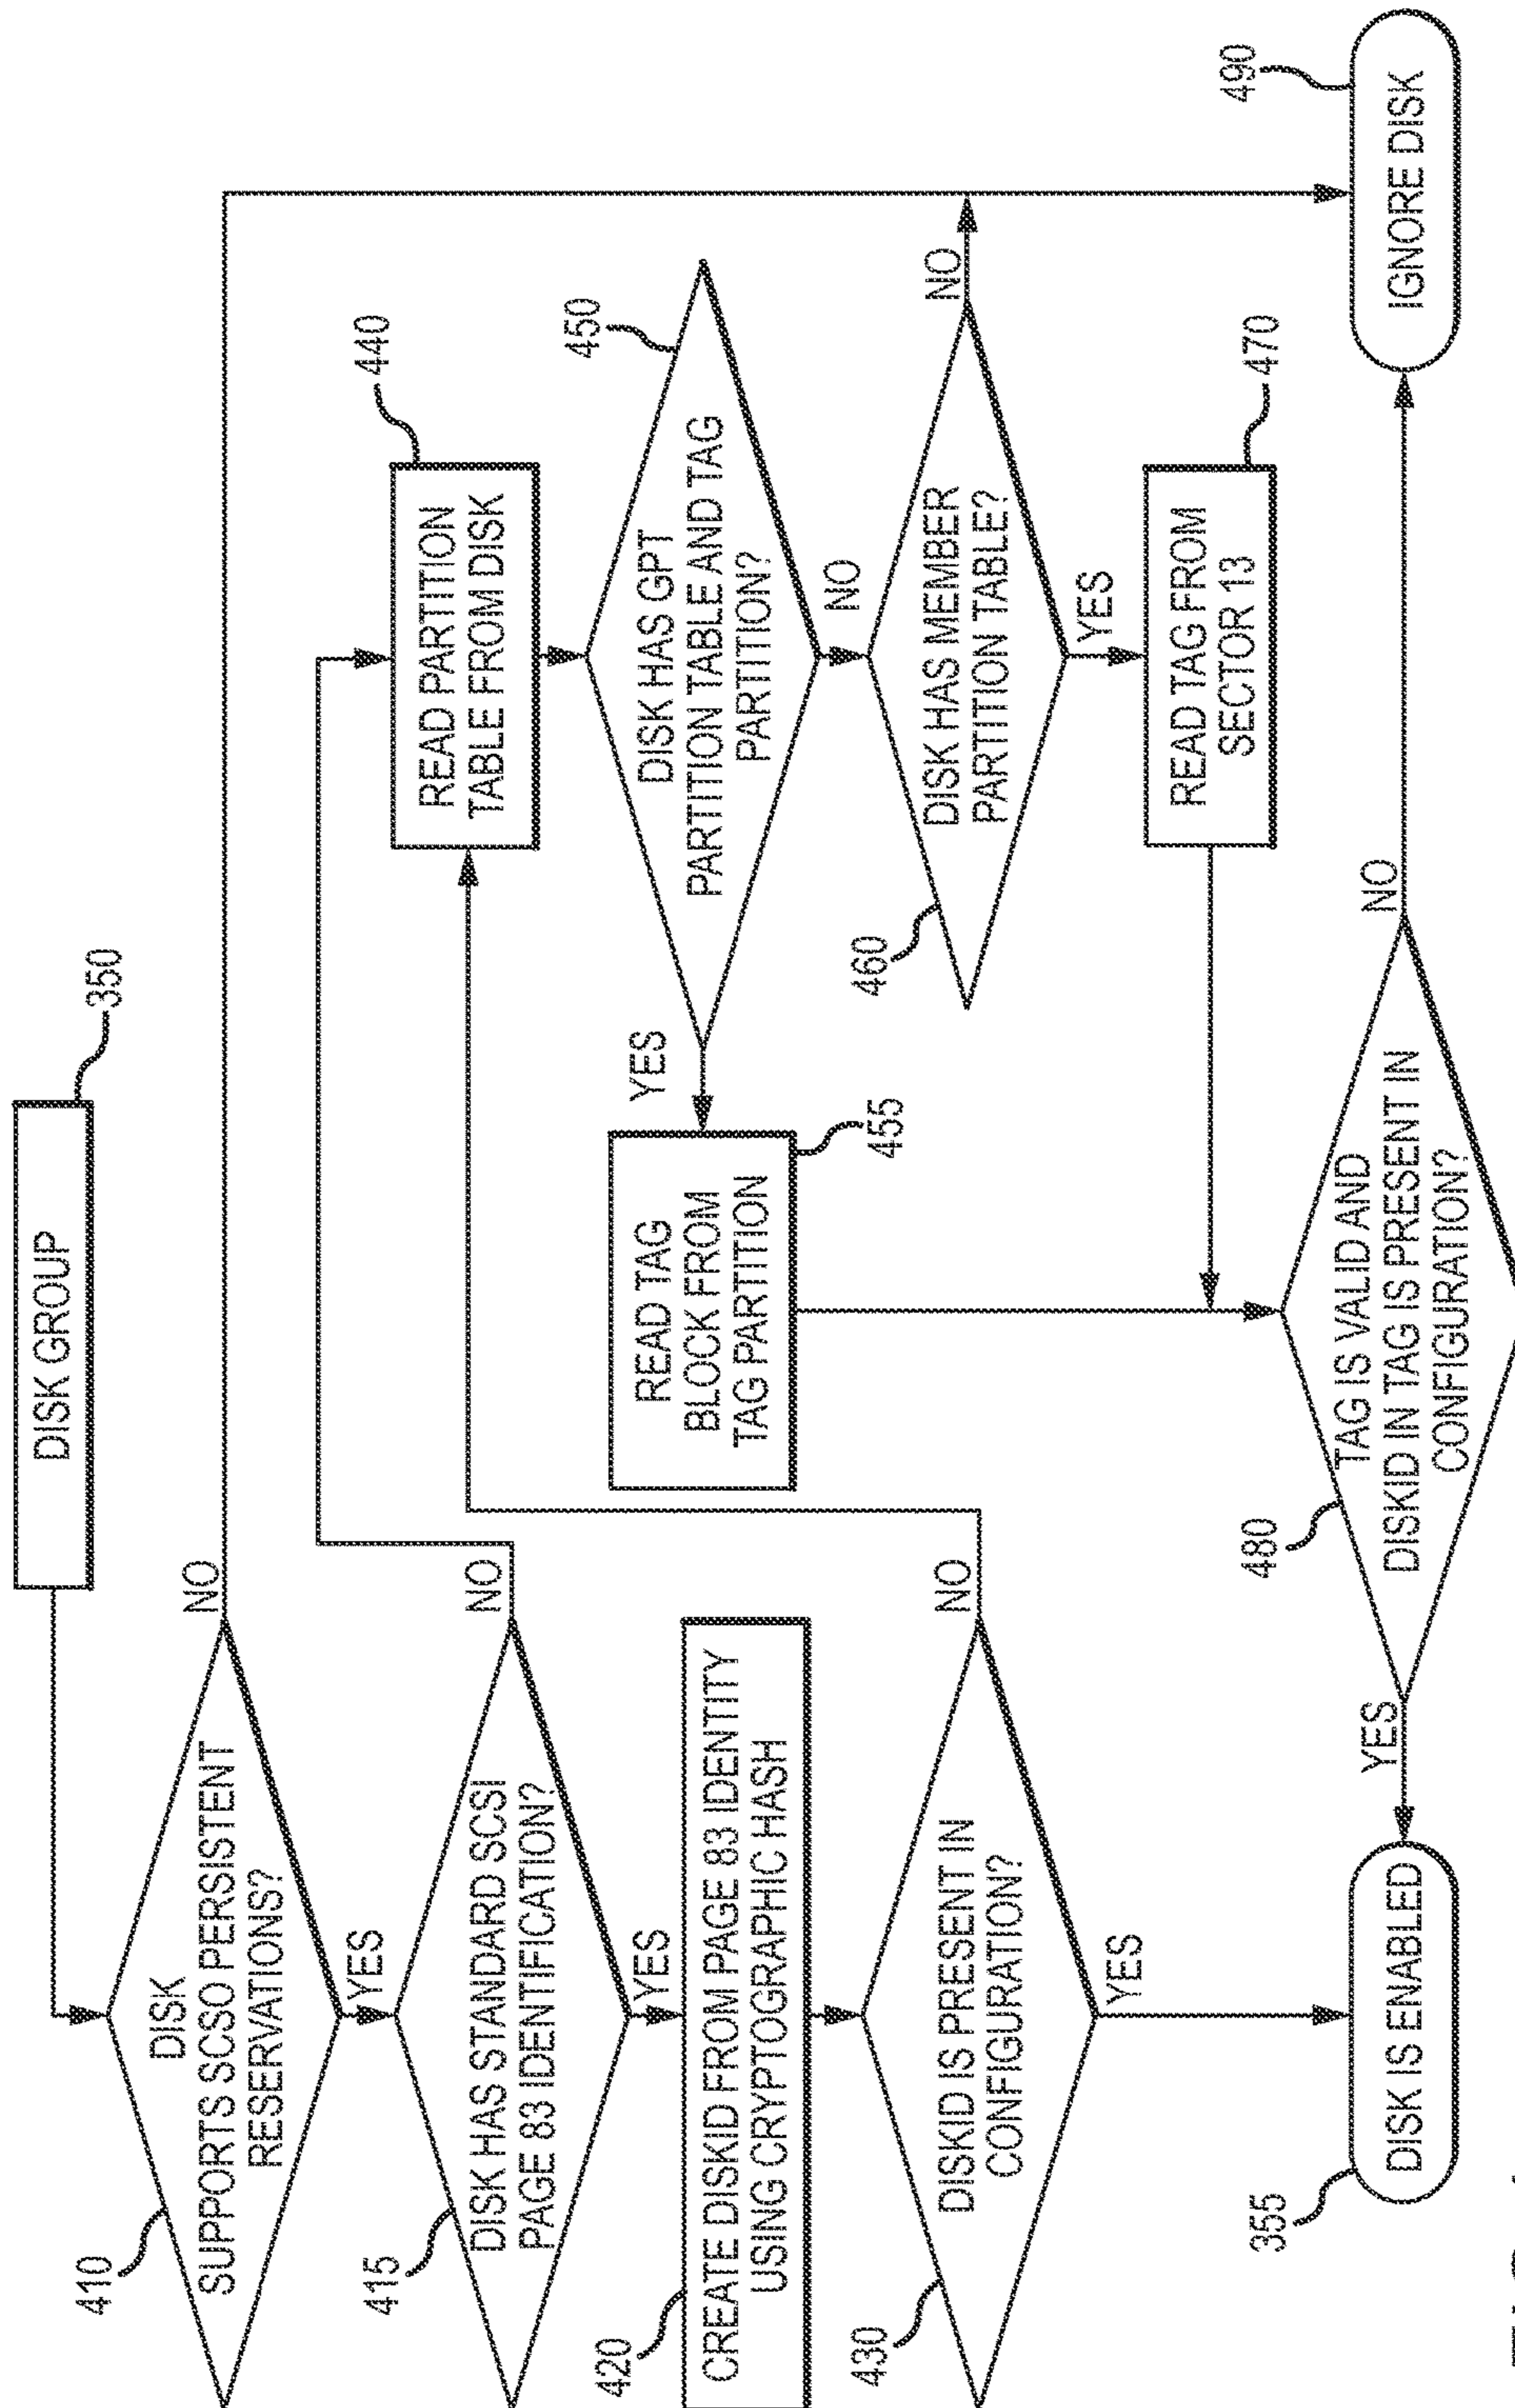 DISK GROUP
350
410
DISK
SUPPORTS SCSO PERSISTENT
RESERVATIONS?
NO
YES
415
DISK HAS STANDARD SCSI
PAGE 83 IDENTIFICATION?
NO
YES
420
CREATE DISKID FROM PAGE 83 IDENTITY
USING CRYPTOGRAPHIC HASH
430
DISKID IS PRESENT IN
CONFIGURATION?
NO
YES
355
DISK IS ENABLED
440
READ PARTITION
TABLE FROM DISK
450
DISK HAS GPT
PARTITION TABLE AND TAG
PARTITION?
YES
NO
455
READ TAG
BLOCK FROM
TAG PARTITION
460
DISK HAS MEMBER
PARTITION TABLE?
NO
YES
470
READ TAG FROM
SECTOR 13
480
TAG IS VALID AND
DISKID IN TAG IS PRESENT IN
CONFIGURATION?
YES
NO
490
IGNORE DISK